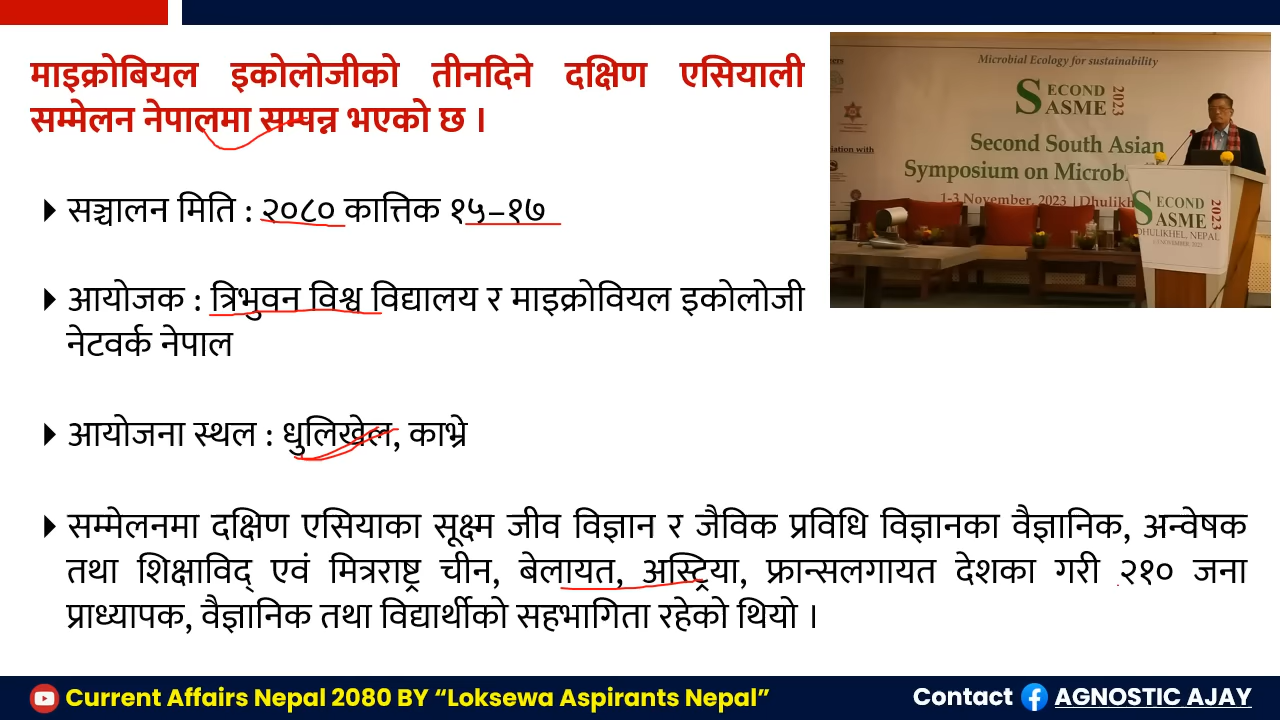 माइक्रोबियल इकोलोजीको तीनदिने दक्षिण एसियाली
सम्मेलन नेपालमा सम्पन्न भएको छ ।
सञ्चालन मिति : २०८० कात्तिक १५–१७
आयोजक : त्रिभुवन विश्व विद्यालय र माइक्रोवियल इकोलोजी
नेटवर्क नेपाल
आयोजना स्थल : धुलिखेल, काभ्रे
सम्मेलनमा दक्षिण एसियाका सूक्ष्म जीव विज्ञान र जैविक प्रविधि विज्ञानका वैज्ञानिक, अन्वेषक
तथा शिक्षाविद् एवं मित्रराष्ट्र चीन, बेलायत, अस्ट्रिया, फ्रान्सलगायत देशका गरी २१० जना
प्राध्यापक, वैज्ञानिक तथा विद्यार्थीको सहभागिता रहेको थियो ।
Microbial Ecology for sustainability
SECOND
SASME 2023
Second South Asian
Symposium on Microb
1-3 November, 2023 | Dhulikh
SECOND
SASME 2023
DHULIKHEL, NEPAL
1-3 NOVEMBER, 2023
Current Affairs Nepal 2080 BY “Loksewa Aspirants Nepal”
Contact AGNOSTIC AJAY